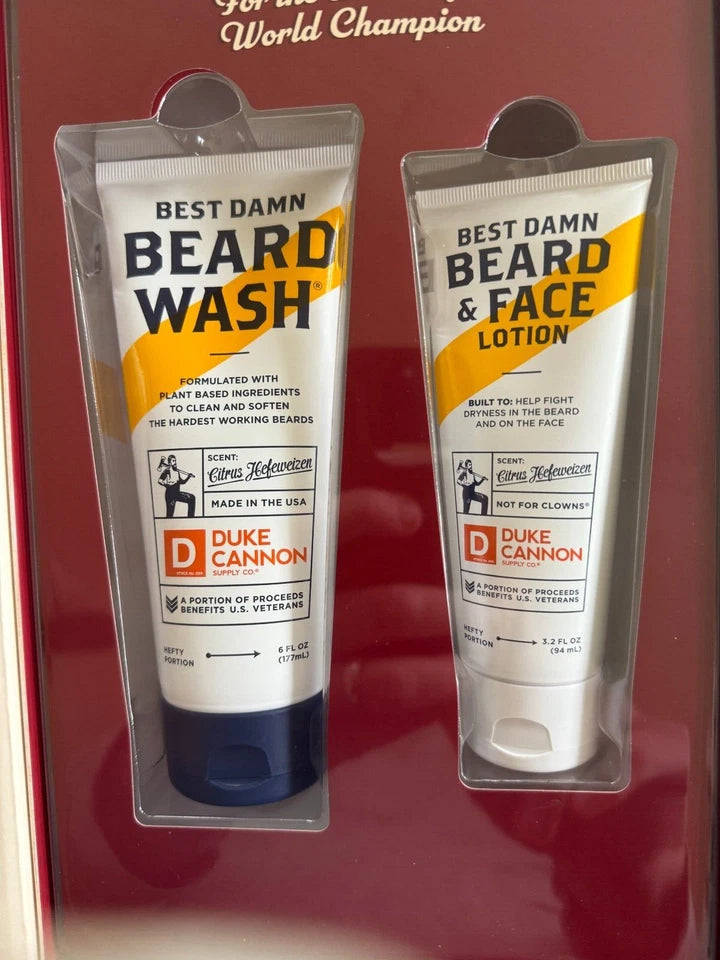 For the
World Champion
BEST DAMN
BEARD
WASH®
FORMULATED WITH
PLANT BASED INGREDIENTS
TO CLEAN AND SOFTEN
THE HARDEST WORKING BEARDS
SCENT:
Citrus Hefeweizen
MADE IN THE USA
D
DUKE
CANNON
SUPPLY CO.®
A PORTION OF PROCEEDS
BENEFITS U.S. VETERANS
HEFTY
PORTION
6 FL OZ
(177mL)
BEST DAMN
BEARD
& FACE
LOTION
BUILT TO: HELP FIGHT
DRYNESS IN THE BEARD
AND ON THE FACE
SCENT:
Citrus Hefeweizen
NOT FOR CLOWNS®
D
DUKE
CANNON
SUPPLY CO.®
A PORTION OF PROCEEDS
BENEFITS U.S. VETERANS
HEFTY
PORTION
3.2 FL OZ
(94 mL)